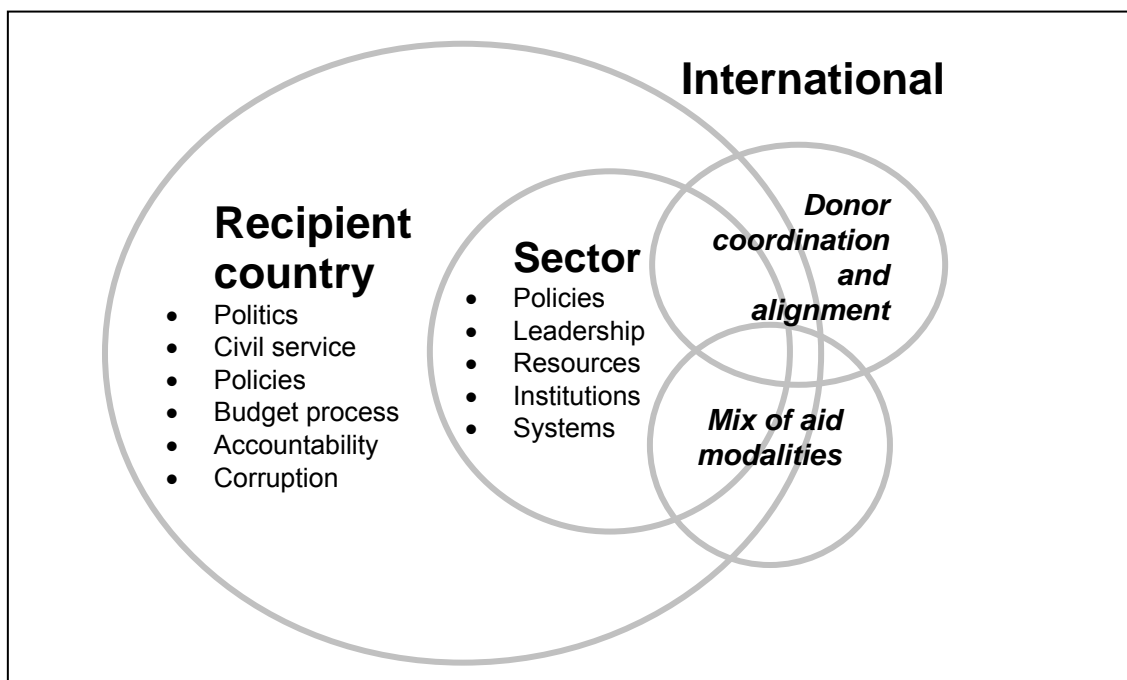 International
Recipient
country
• Politics
• Civil service
• Policies
• Budget process
• Accountability
• Corruption
Sector
• Policies
• Leadership
• Resources
• Institutions
• Systems
Donor
coordination
and
alignment
Mix of aid
modalities